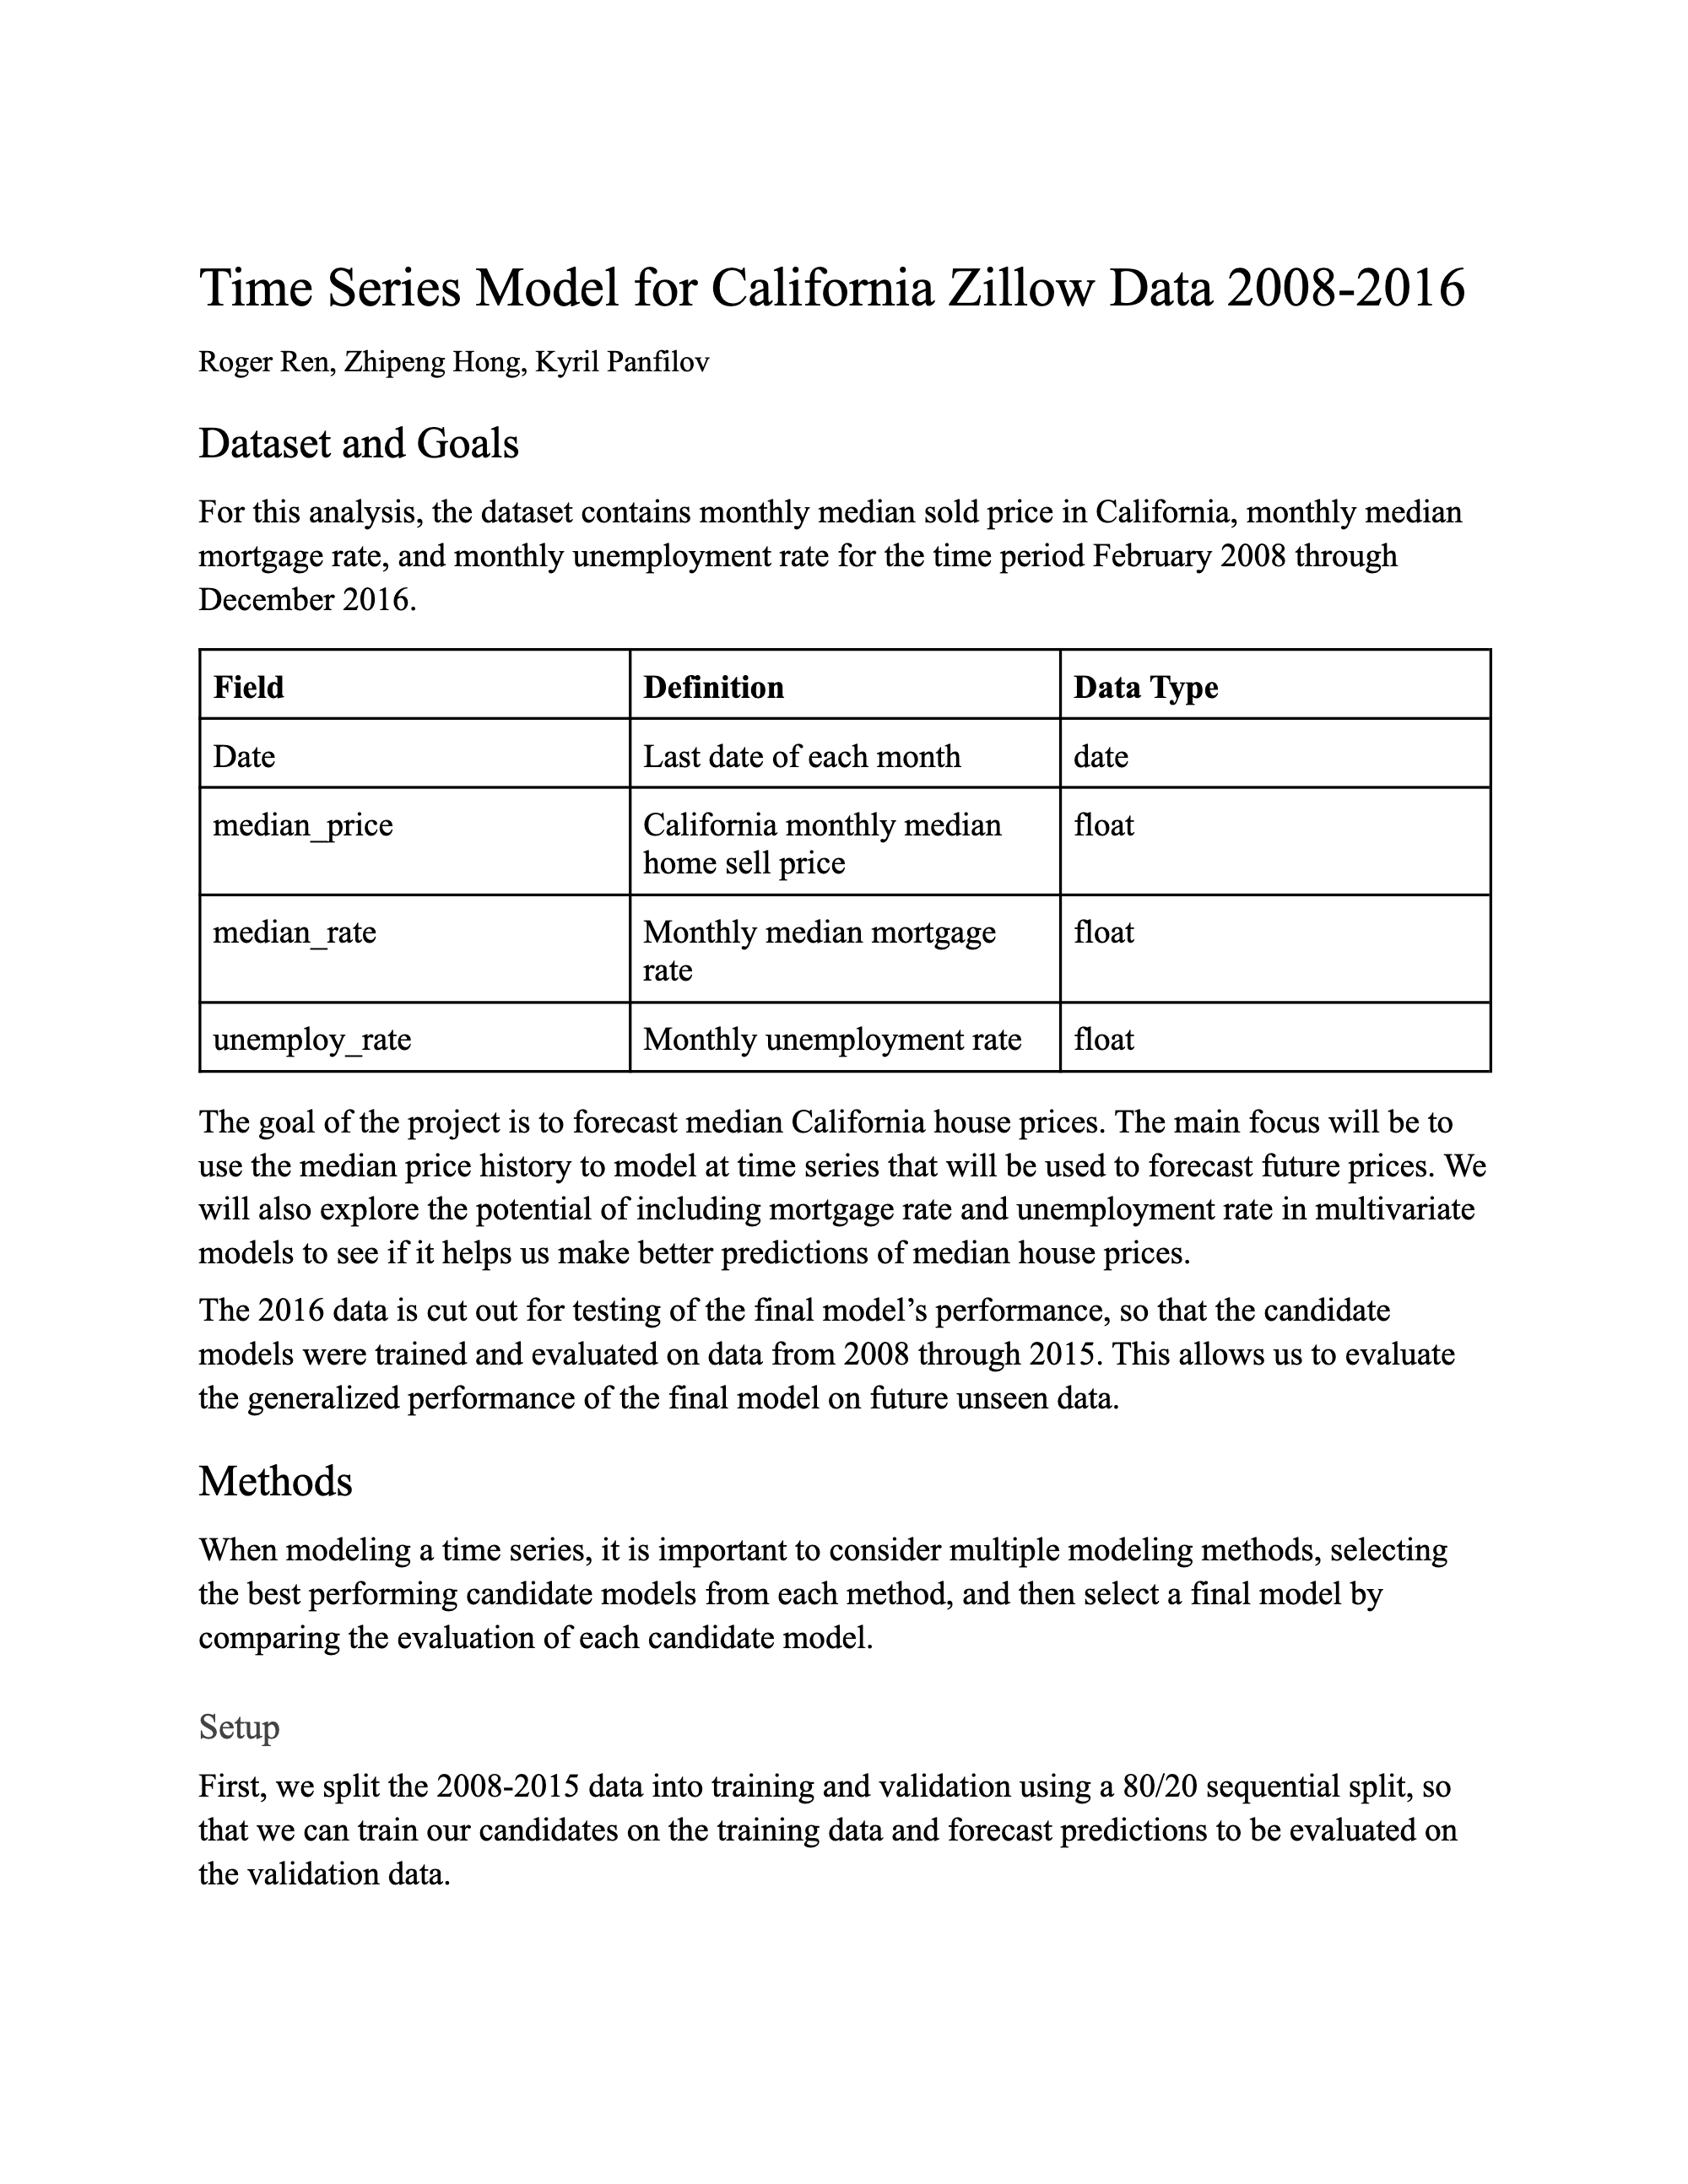 Time Series Model for California Zillow Data 2008-2016
Roger Ren, Zhipeng Hong, Kyril Panfilov
Dataset and Goals
For this analysis, the dataset contains monthly median sold price in California, monthly median
mortgage rate, and monthly unemployment rate for the time period February 2008 through
December 2016.
Field Definition Data Type
Date Last date of each month date
median_price California monthly median float
home sell price
median_rate Monthly median mortgage float
rate
unemploy_rate Monthly unemployment rate float
The goal of the project is to forecast median California house prices. The main focus will be to
use the median price history to model at time series that will be used to forecast future prices. We
will also explore the potential of including mortgage rate and unemployment rate in multivariate
models to see if it helps us make better predictions of median house prices.
The 2016 data is cut out for testing of the final model’s performance, so that the candidate
models were trained and evaluated on data from 2008 through 2015. This allows us to evaluate
the generalized performance of the final model on future unseen data.
Methods
When modeling a time series, it is important to consider multiple modeling methods, selecting
the best performing candidate models from each method, and then select a final model by
comparing the evaluation of each candidate model.
Setup
First, we split the 2008-2015 data into training and validation using a 80/20 sequential split, so
that we can train our candidates on the training data and forecast predictions to be evaluated on
the validation data.